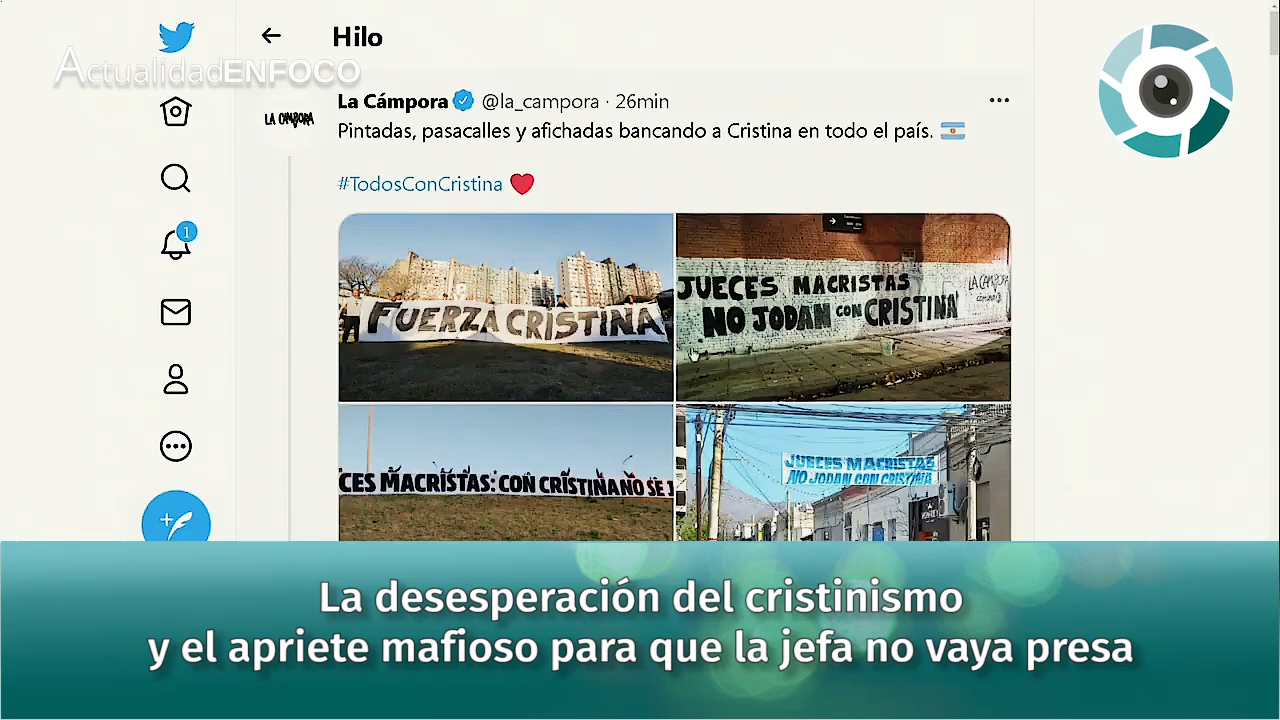 ActualidadENFOCO
Hilo
La Cámpora @la_campora · 26min
LA CÁMPORA
Pintadas, pasacalles y afichadas bancando a Cristina en todo el país.
#TodosConCristina
1
FUERZA CRISTINA
JUECES MACRISTAS
NO JODAN CON CRISTINA
LA CÁMPORA
CES MACRISTAS: CON CRISTINA NO SE J
JUECES MACRISTAS
NO JODAN CON CRISTINA
La desesperación del cristinismo
y el apriete mafioso para que la jefa no vaya presa